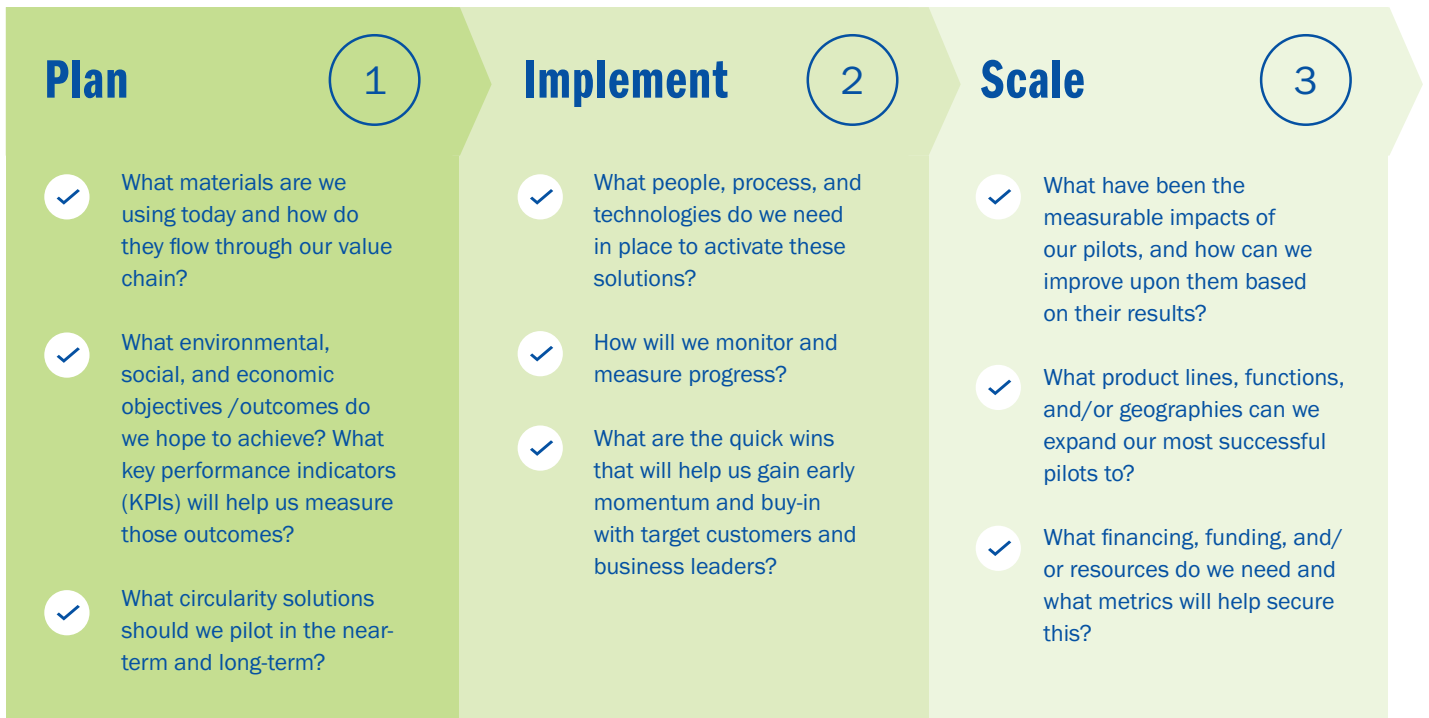 Plan
1
What materials are we
using today and how do
they flow through our value
chain?
What environmental,
social, and economic
objectives /outcomes do
we hope to achieve? What
key performance indicators
(KPIs) will help us measure
those outcomes?
What circularity solutions
should we pilot in the near-
term and long-term?
Implement
2
What people, process, and
technologies do we need
in place to activate these
solutions?
How will we monitor and
measure progress?
What are the quick wins
that will help us gain early
momentum and buy-in
with target customers and
business leaders?
Scale
3
What have been the
measurable impacts of
our pilots, and how can we
improve upon them based
on their results?
What product lines, functions,
and/or geographies can we
expand our most successful
pilots to?
What financing, funding, and/
or resources do we need and
what metrics will help secure
this?